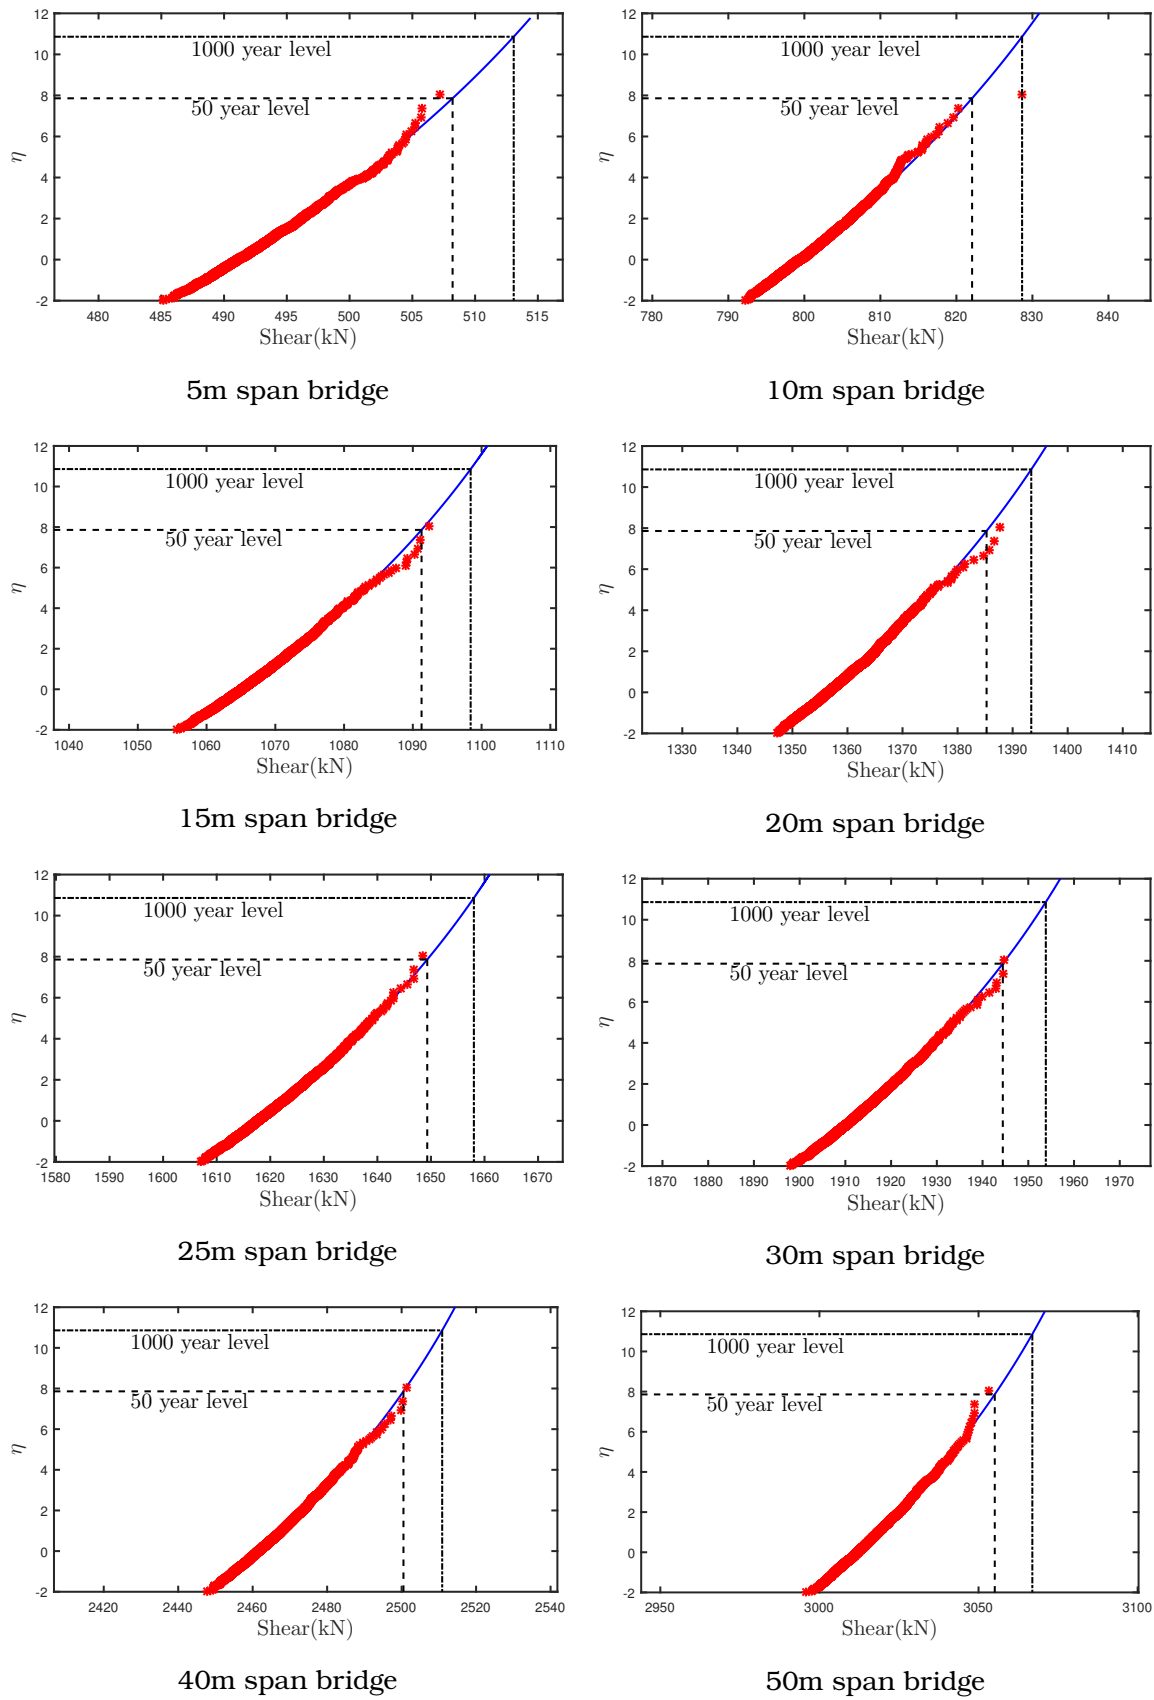 12
10
8
6
4
2
0
-2
η
1000 year level
50 year level
480 485 490 495 500 505 510 515
Shear(kN)
5m span bridge
12
10
8
6
4
2
0
-2
η
1000 year level
50 year level
780 790 800 810 820 830 840
Shear(kN)
10m span bridge
12
10
8
6
4
2
0
-2
η
1000 year level
50 year level
1040 1050 1060 1070 1080 1090 1100 1110
Shear(kN)
15m span bridge
12
10
8
6
4
2
0
-2
η
1000 year level
50 year level
1330 1340 1350 1360 1370 1380 1390 1400 1410
Shear(kN)
20m span bridge
12
10
8
6
4
2
0
-2
η
1000 year level
50 year level
1580 1590 1600 1610 1620 1630 1640 1650 1660 1670
Shear(kN)
25m span bridge
12
10
8
6
4
2
0
-2
η
1000 year level
50 year level
1870 1880 1890 1900 1910 1920 1930 1940 1950 1960 1970
Shear(kN)
30m span bridge
12
10
8
6
4
2
0
-2
η
1000 year level
50 year level
2420 2440 2460 2480 2500 2520 2540
Shear(kN)
40m span bridge
12
10
8
6
4
2
0
-2
η
1000 year level
50 year level
2950 3000 3050 3100
Shear(kN)
50m span bridge